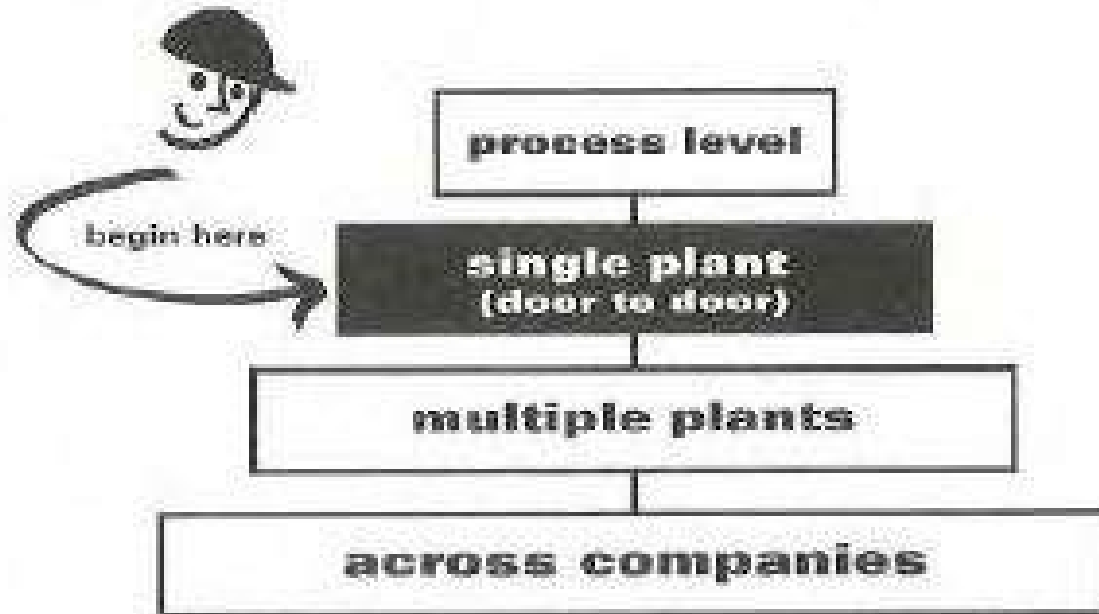 process level
begin here
single plant
(door to door)
multiple plants
across companies